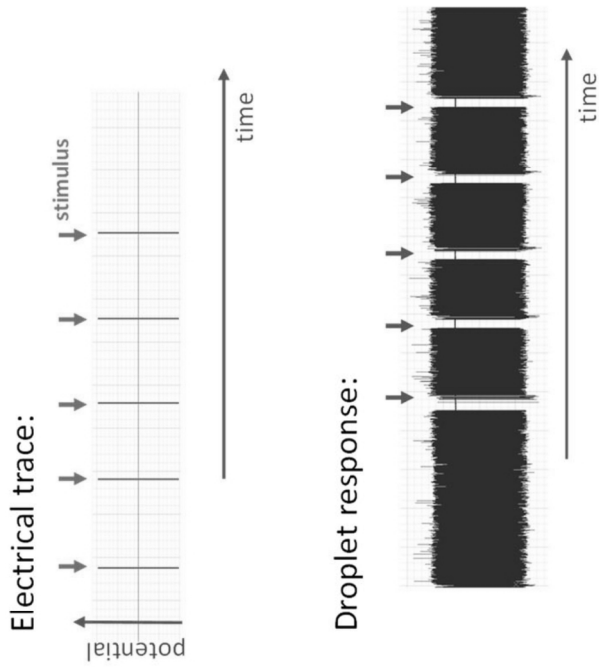 Electrical trace:
stimulus
potential
time
Droplet response:
time